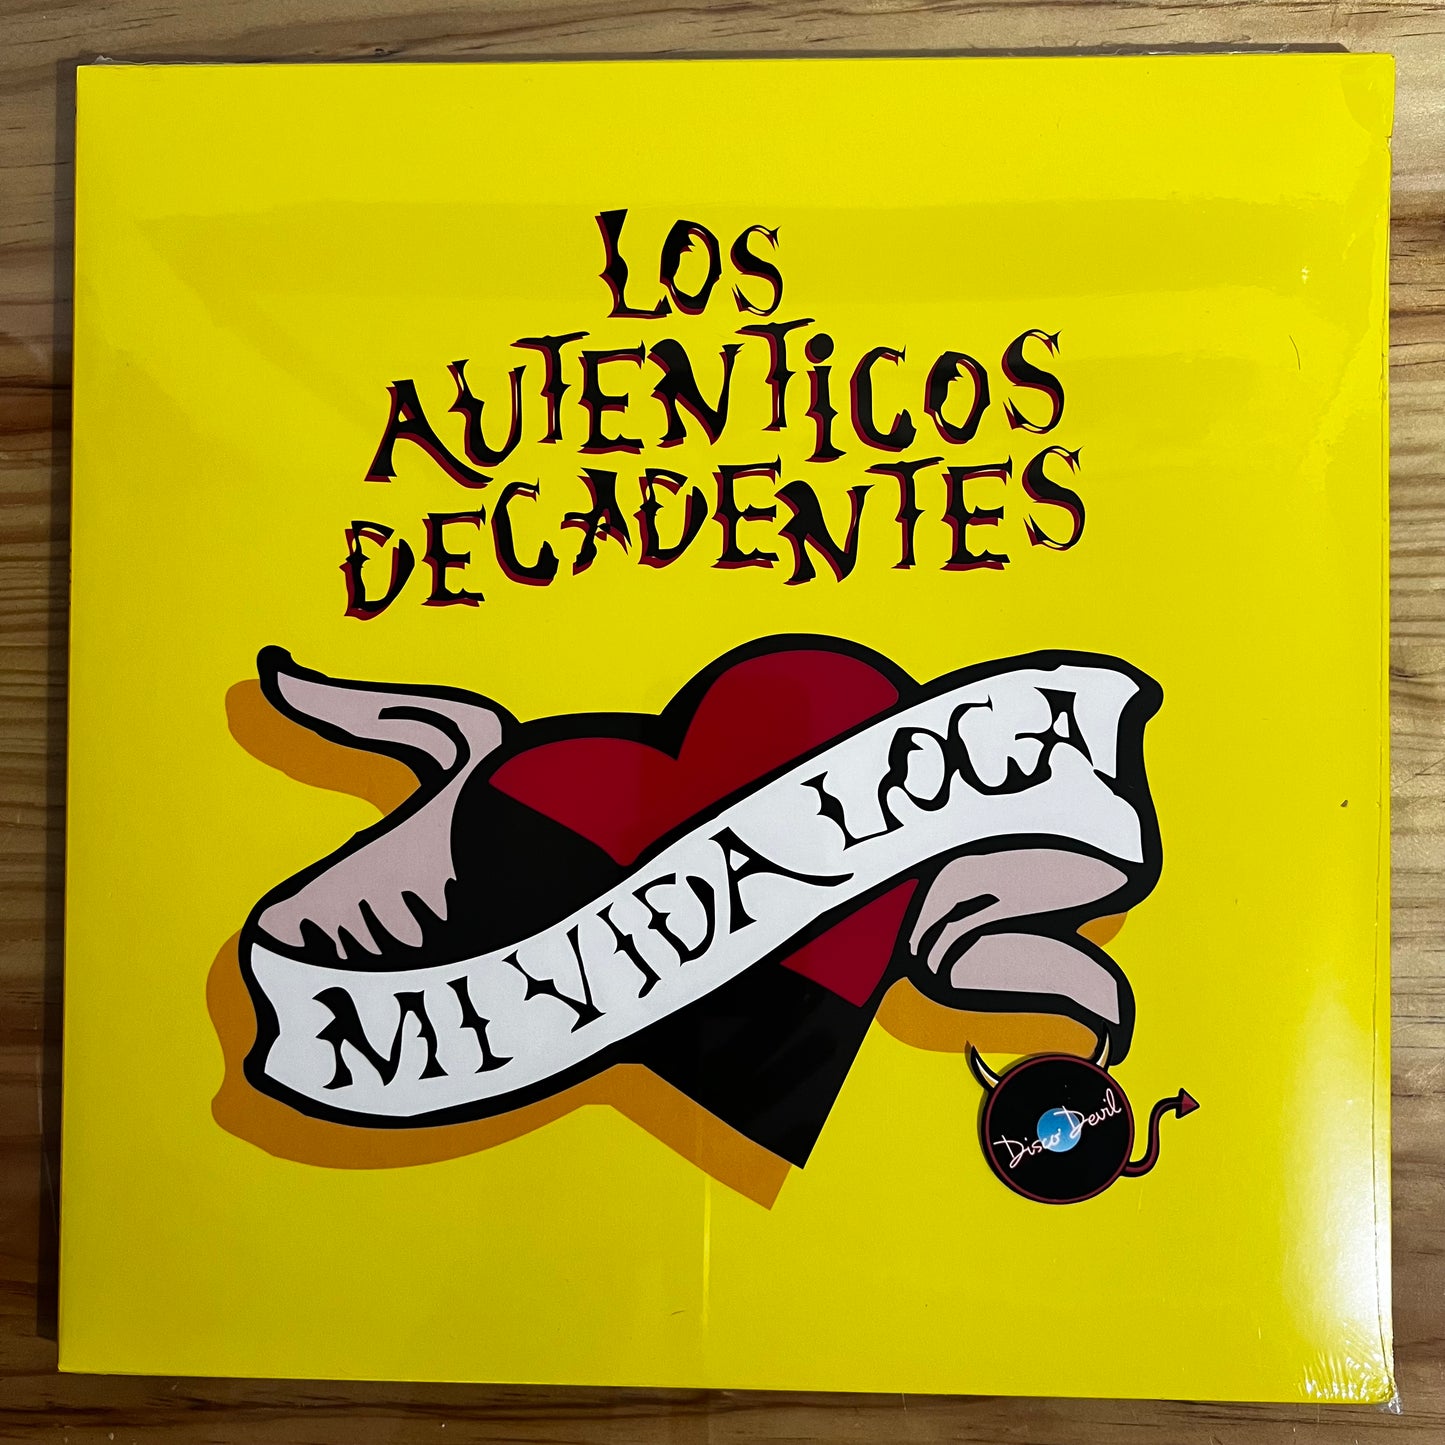 LOS
AUTENTiCOS
DECADENTES
MI VIDA LOCA
Disco Devil